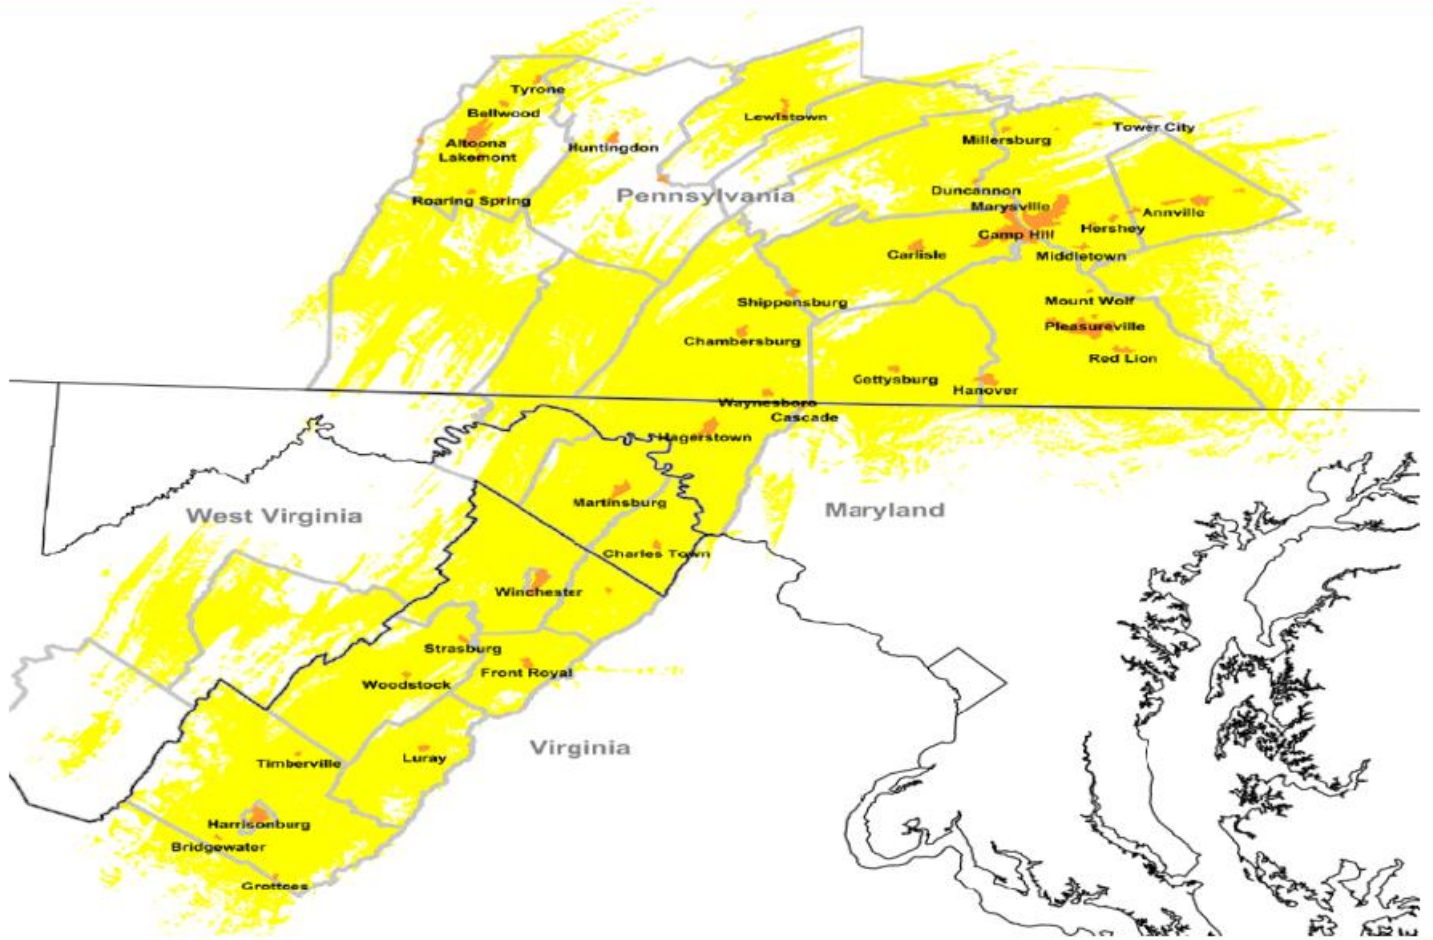 Tyrone
Bellwood
Lewistown
Tower City
Altoona
Millersburg
Huntingdon
Lakemont
Duncannon
Pennsylvania
Roaring Spring
Marysville
Annville
Hershey
Camp Hill
Carlisle
Middletown
Shippensburg
Mount Wolf
Pleasureville
Chambersburg
Red Lion
Gettysburg
Hanover
Waynesboro
Cascade
Hagerstown
Martinsburg
Maryland
West Virginia
Charles Town
Winchester
Strasburg
Front Royal
Woodstock
Virginia
Luray
Timberville
Harrisonburg
Bridgewater
Grottoes